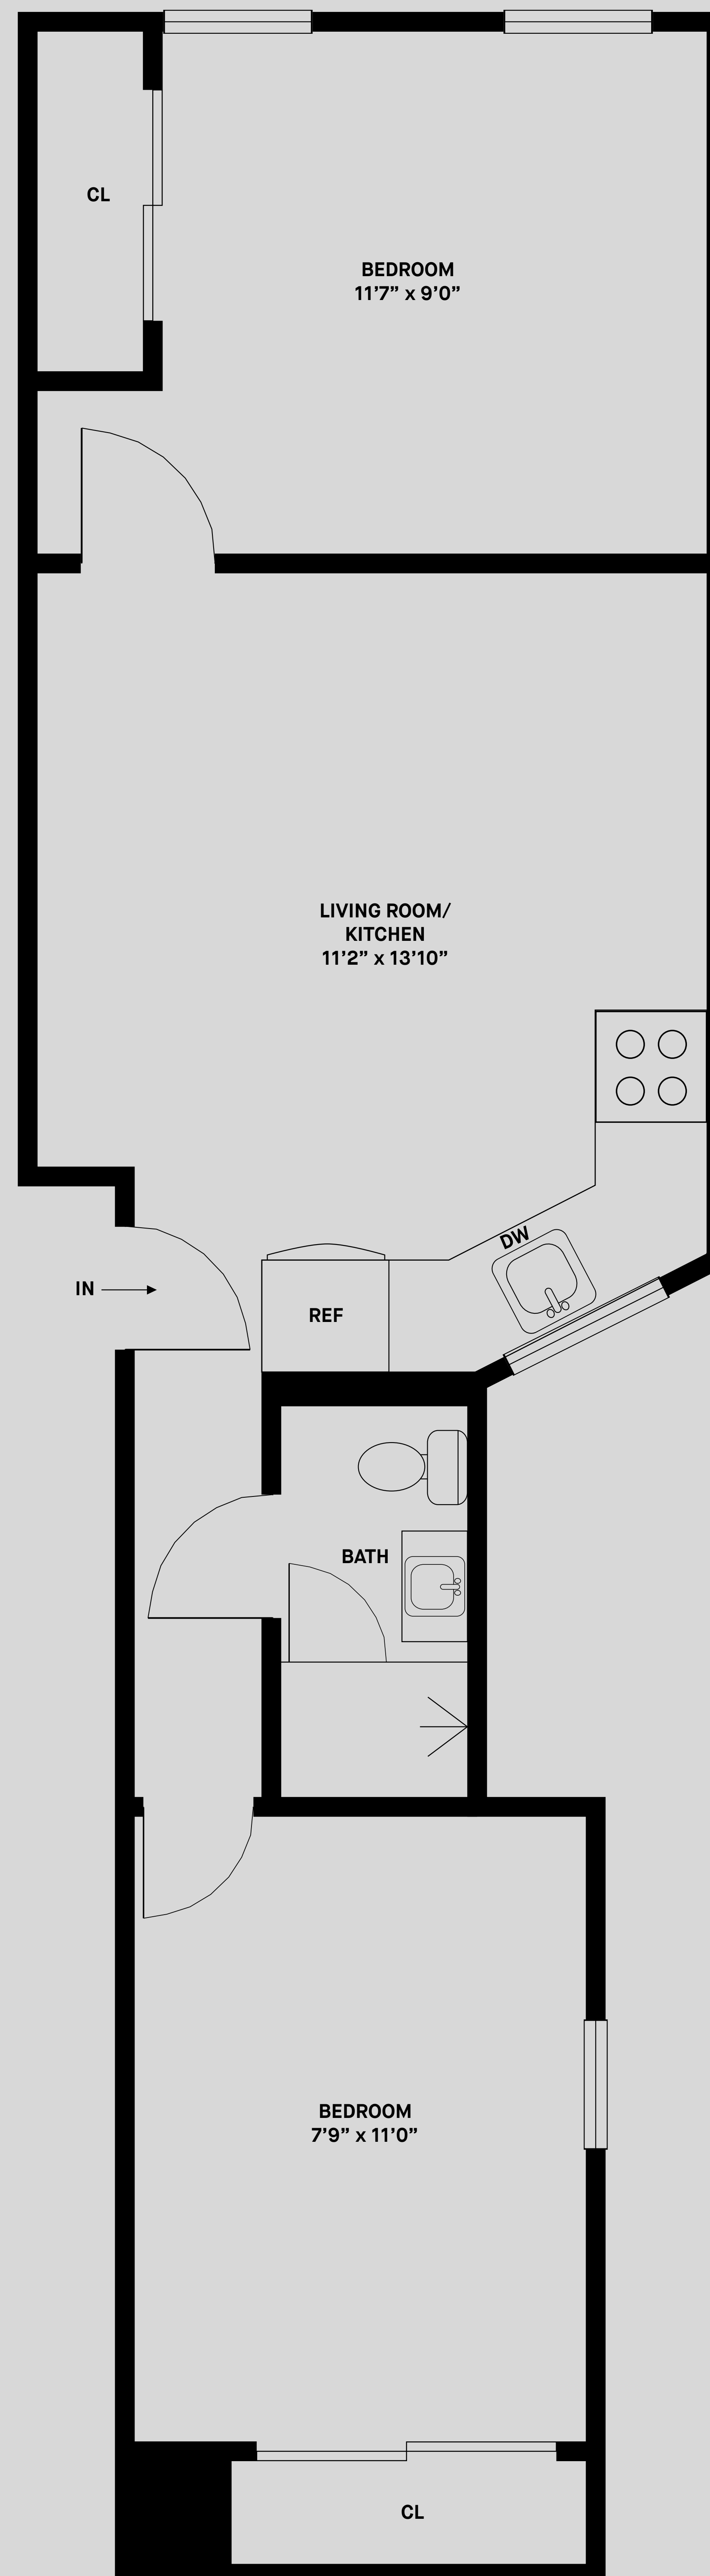 CL
BEDROOM
11’7” x 9’0”
LIVING ROOM/
KITCHEN
11’2” x 13’10”
DW
IN
REF
BATH
BEDROOM
7’9” x 11’0”
CL